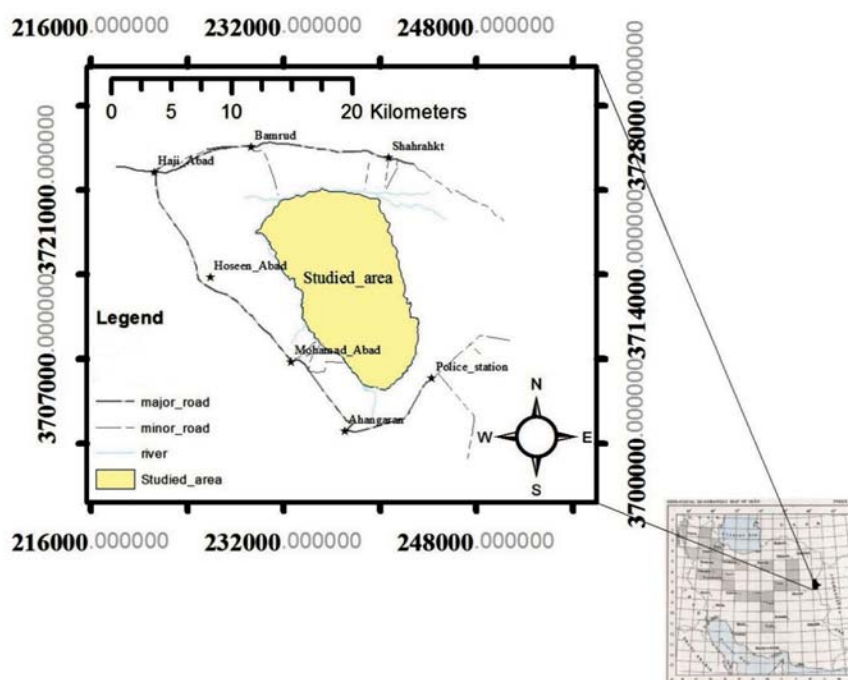 216000.000000 232000.000000 248000.000000
0 5 10 20 Kilometers
Bamrud
Shahrahkt
Haji_Abad
Hoseen_Abad
Studied_area
Mohamad_Abad
Police_station
Ahangaran
Legend
major_road
minor_road
river
Studied_area
N
W E
S
3721000.000000
3707000.000000
3728000.000000
3714000.000000
3700000.000000
216000.000000 232000.000000 248000.000000